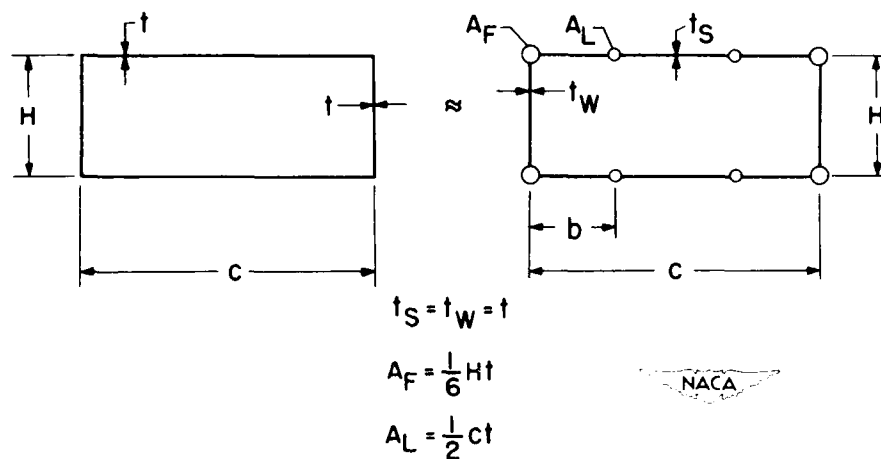 t
A_F
A_L
t_S
H
t
≈
t_W
H
b
c
c
t_S = t_W = t
A_F = 1/6 Ht
NACA
A_L = 1/2 ct